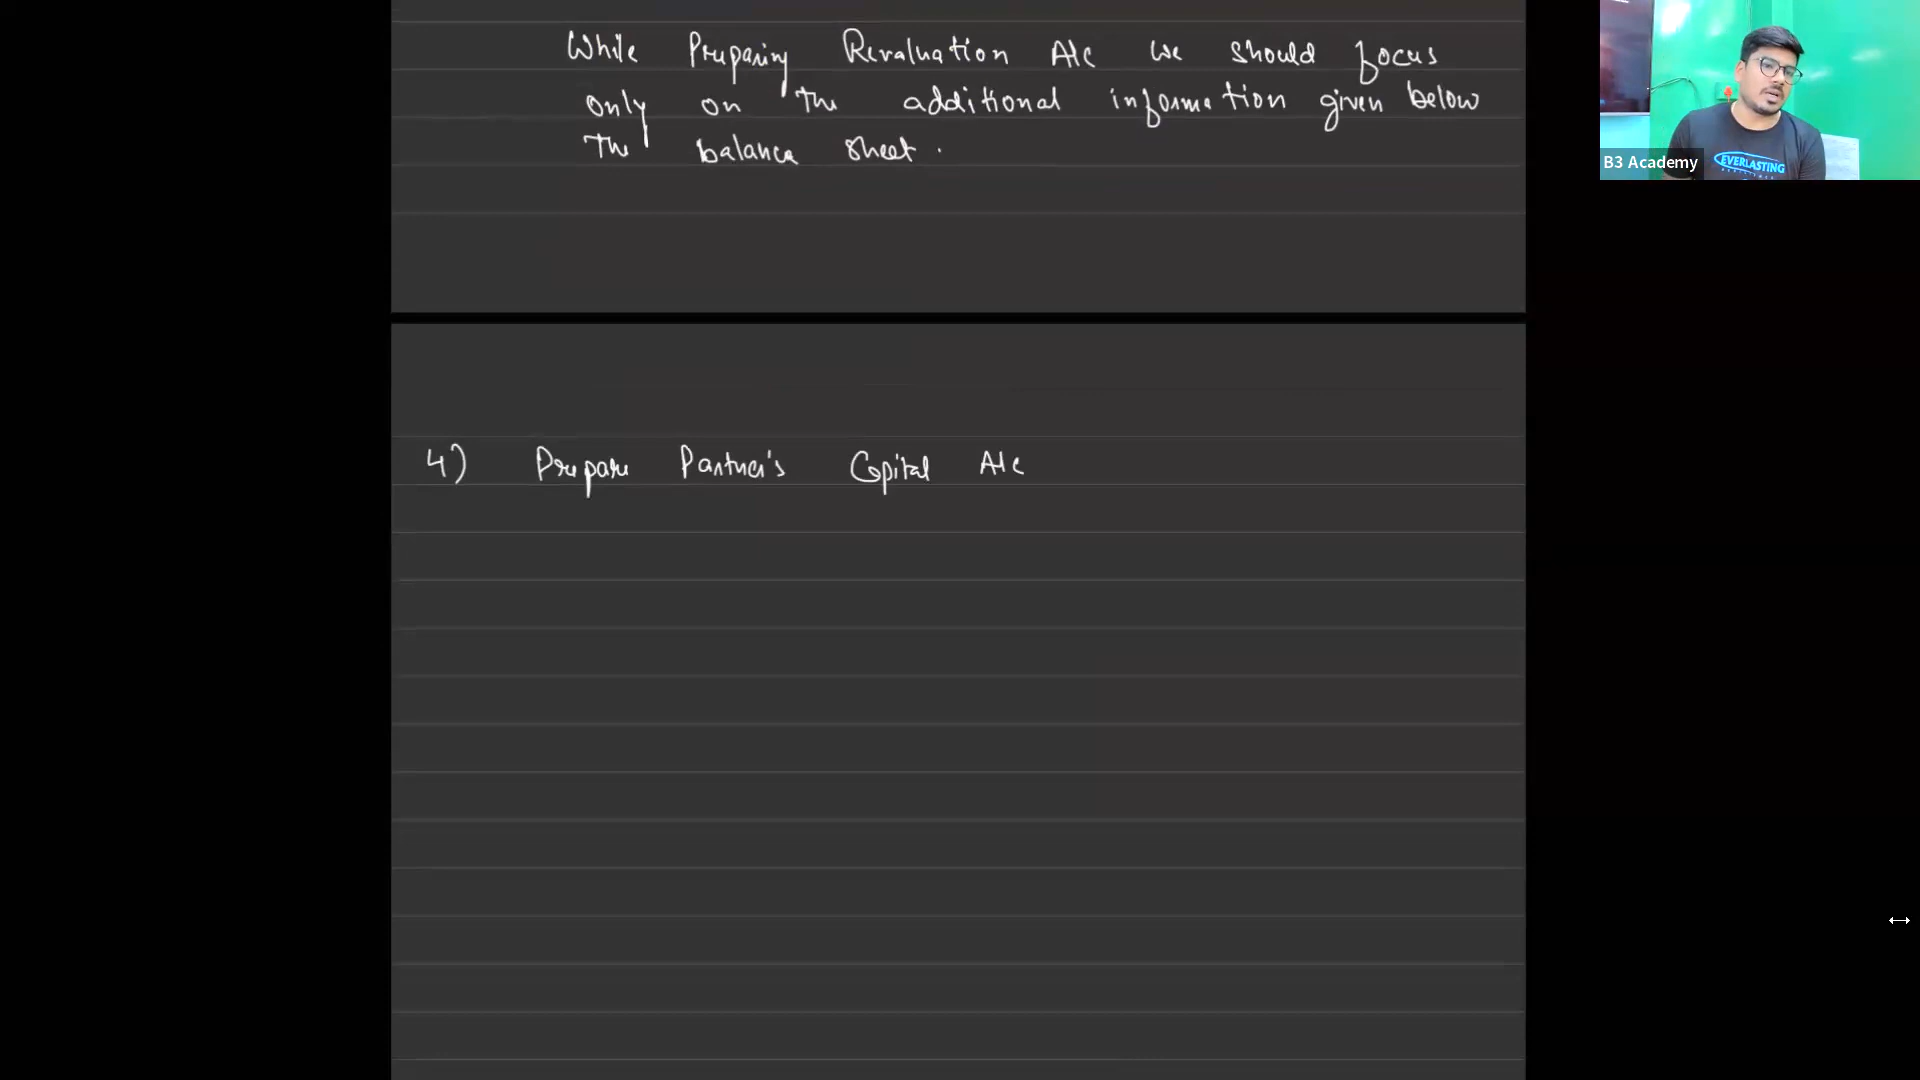 While Preparing Revaluation A/c we should focus
only on the additional information given below
the balance sheet.
B3 Academy
EVERLASTING
4) Prepare Partner's Capital A/c